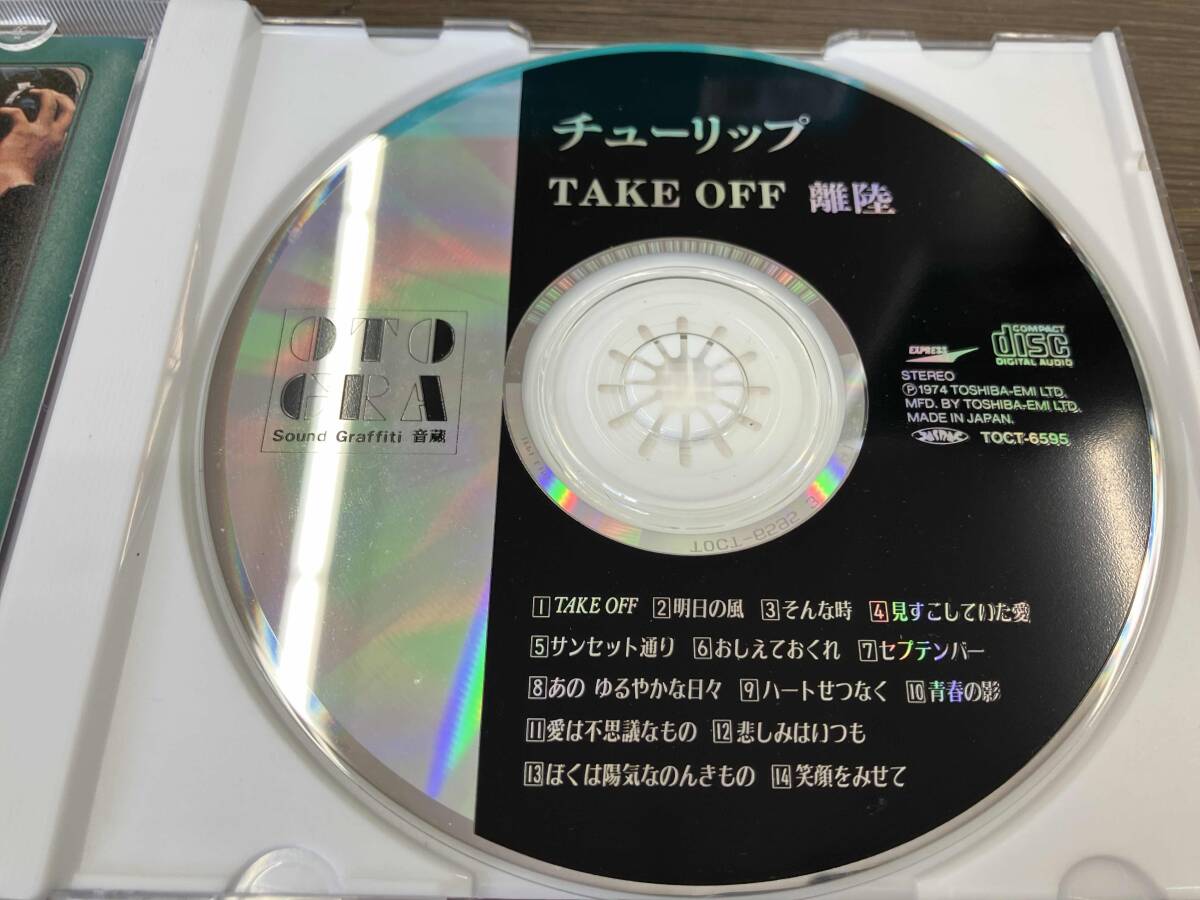 チューリップ
TAKE OFF 離陸
OTO
GRA
Sound Graffiti 音蔵
EXPRESS
COMPACT
disc
DIGITAL AUDIO
STEREO
Ⓟ1974 TOSHIBA-EMI LTD.
MFD. BY TOSHIBA-EMI LTD.
MADE IN JAPAN.
TOCT-6595
TOCT-6595 3
1 TAKE OFF 2 明日の風 3 そんな時 4 見すごしていた愛
5 サンセット通り 6 おしえておくれ 7 セプテンバー
8 あの ゆるやかな日々 9 ハートせつなく 10 青春の影
11 愛は不思議なもの 12 悲しみはいつも
13 ぼくは陽気なのんきもの 14 笑顔をみせて